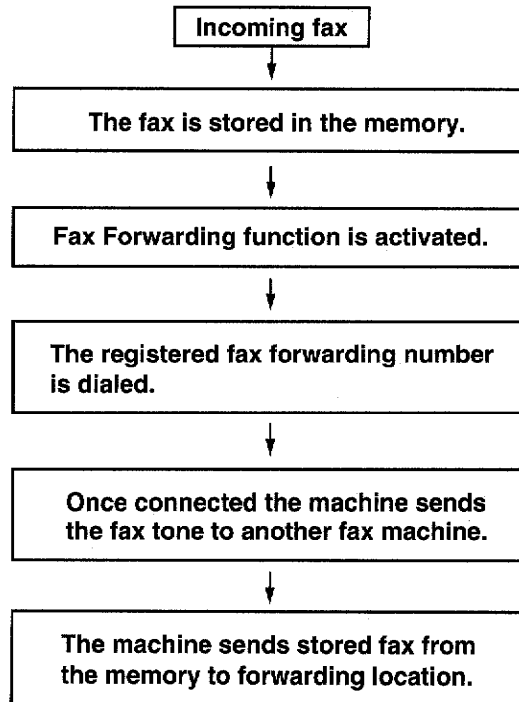 Incoming fax
The fax is stored in the memory.
Fax Forwarding function is activated.
The registered fax forwarding number
is dialed.
Once connected the machine sends
the fax tone to another fax machine.
The machine sends stored fax from
the memory to forwarding location.